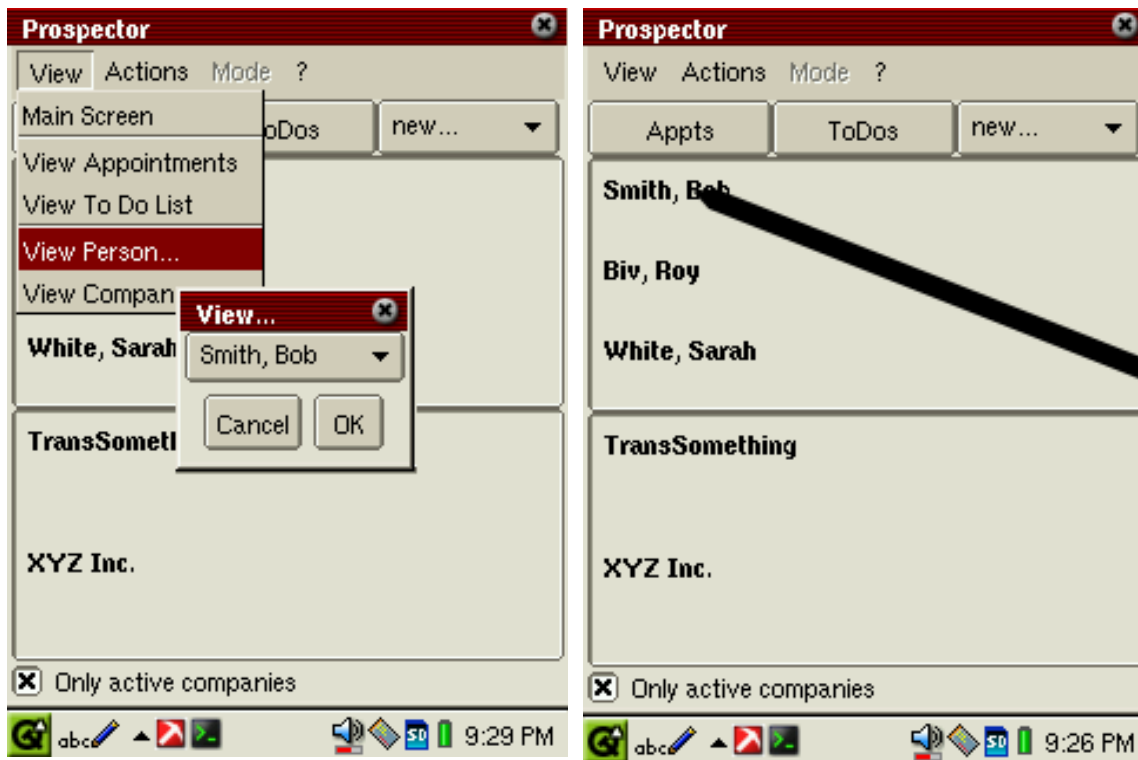 Prospector
View Actions Mode ?
Main Screen
oDos new...
View Appointments
View To Do List
View Person...
View Compan
View...
White, Sarah
Smith, Bob
Cancel OK
TransSomet
XYZ Inc.
Only active companies
abc SD 9:29 PM
Prospector
View Actions Mode ?
Appts ToDos new...
Smith, Bob
Biv, Roy
White, Sarah
TransSomething
XYZ Inc.
Only active companies
abc SD 9:26 PM